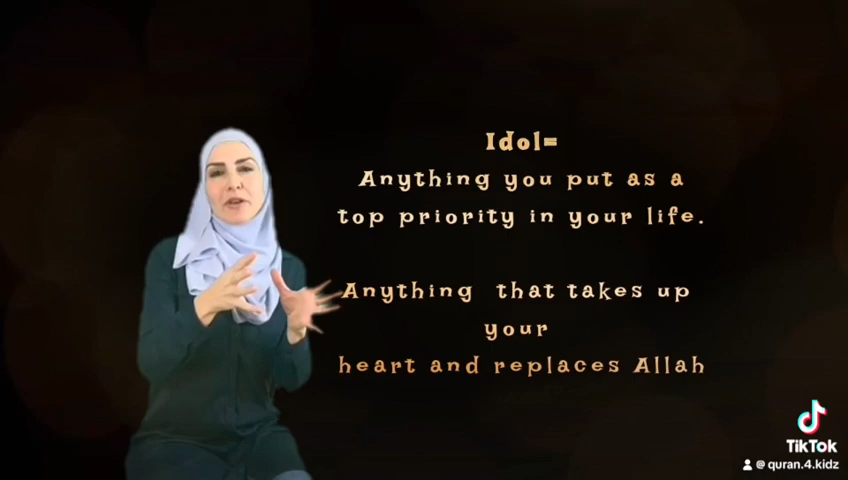 Idol=
Anything you put as a
top priority in your life.
Anything that takes up
your
heart and replaces Allah
TikTok
@ quran.4.kidz